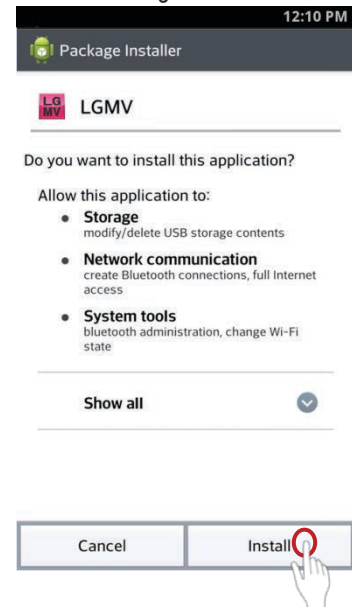 12:10 PM
Package Installer
LG
MV
LGMV
Do you want to install this application?
Allow this application to:
• Storage
modify/delete USB storage contents
• Network communication
create Bluetooth connections, full Internet
access
• System tools
bluetooth administration, change Wi-Fi
state
Show all
Cancel
Install